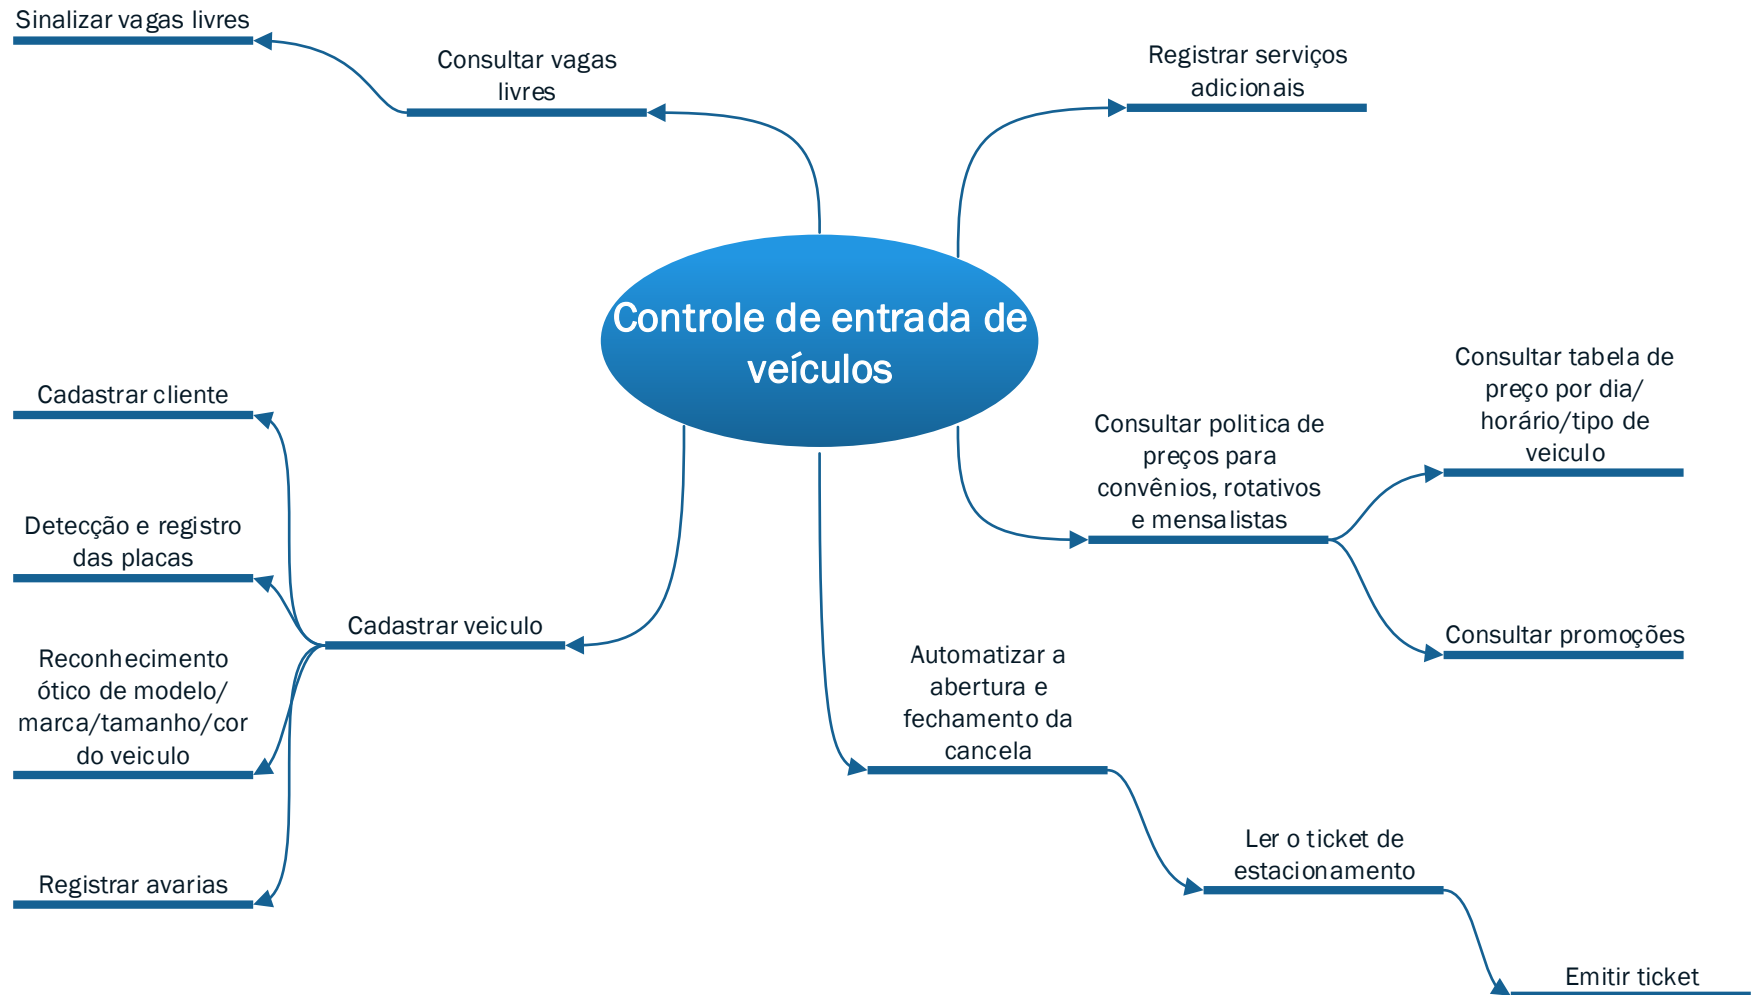 Sinalizar vagas livres
Consultar vagas
livres
Registrar serviços
adicionais
Controle de entrada de
veículos
Cadastrar cliente
Detecção e registro
das placas
Reconhecimento
ótico de modelo/
marca/tamanho/cor
do veiculo
Registrar avarias
Cadastrar veiculo
Consultar politica de
preços para
convênios, rotativos
e mensalistas
Consultar tabela de
preço por dia/
horário/tipo de
veiculo
Consultar promoções
Automatizar a
abertura e
fechamento da
cancela
Ler o ticket de
estacionamento
Emitir ticket